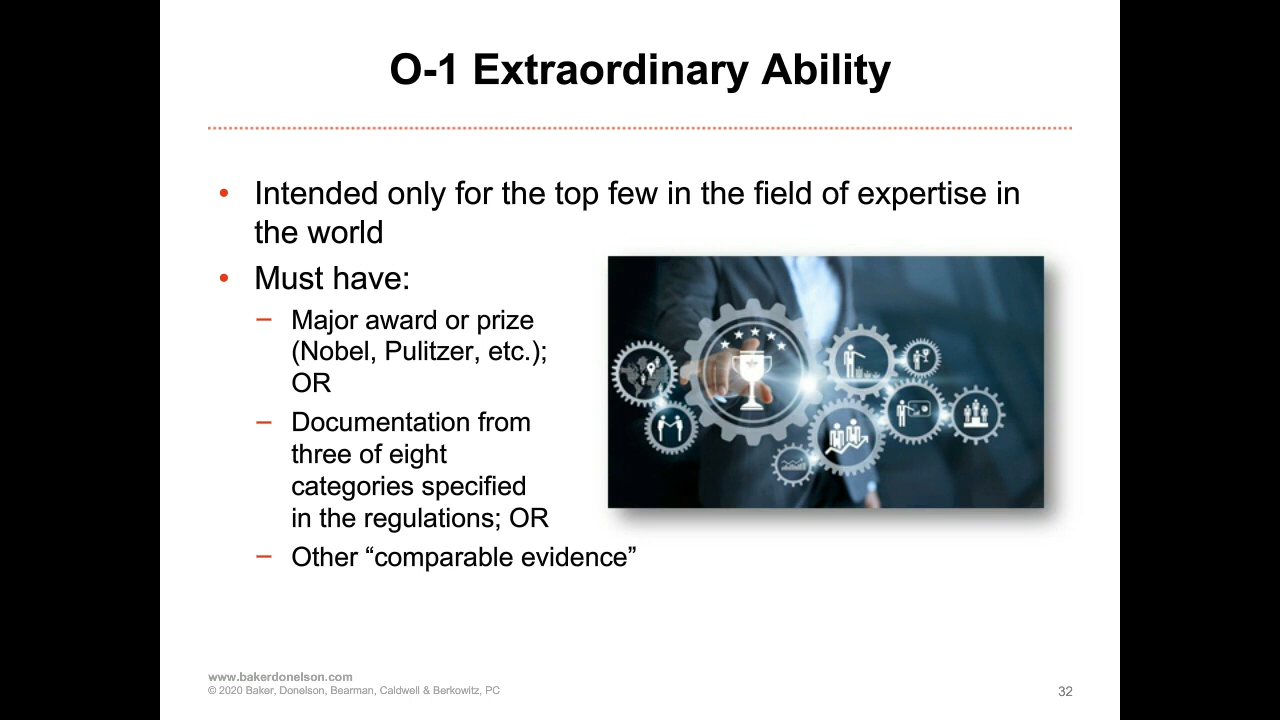 O-1 Extraordinary Ability
• Intended only for the top few in the field of expertise in
the world
• Must have:
– Major award or prize
(Nobel, Pulitzer, etc.);
OR
– Documentation from
three of eight
categories specified
in the regulations; OR
– Other “comparable evidence”
www.bakerdonelson.com
© 2020 Baker, Donelson, Bearman, Caldwell & Berkowitz, PC
32